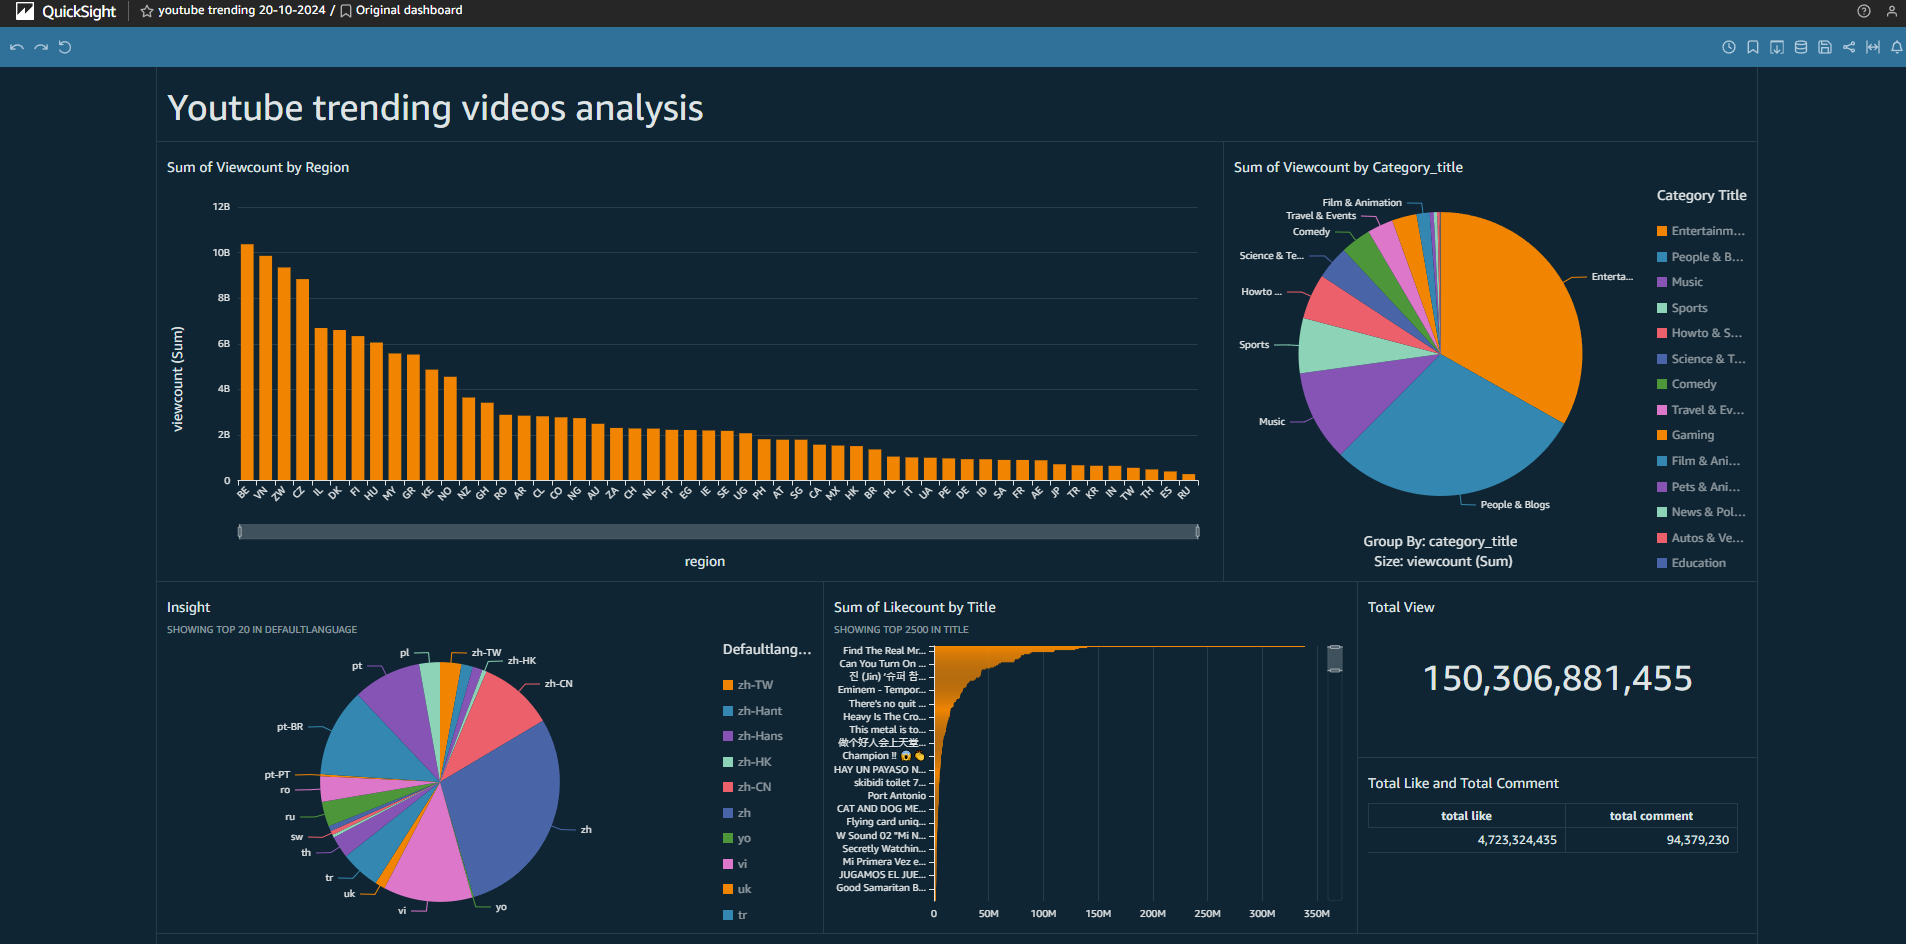 QuickSight
youtube trending 20-10-2024 / Original dashboard
Youtube trending videos analysis
Sum of Viewcount by Region
12B
10B
8B
6B
4B
2B
0
viewcount (Sum)
BE VN ZW CZ IL DK FI HU MY GR KE NO NZ GH RO AR CL CO NG AU ZA CH NL PT EG IE SE UG PH AT SG CA MX HK BR PL IT UA PE DE ID SA FR AE JP TR KR IN TW TH ES RU
region
Sum of Viewcount by Category_title
Film & Animation
Travel & Events
Comedy
Science & Te...
Howto ...
Sports
Music
Enterta...
People & Blogs
Group By: category_title
Size: viewcount (Sum)
Category Title
Entertainm...
People & B...
Music
Sports
Howto & S...
Science & T...
Comedy
Travel & Ev...
Gaming
Film & Ani...
Pets & Ani...
News & Pol...
Autos & Ve...
Education
Insight
SHOWING TOP 20 IN DEFAULTLANGUAGE
zh-TW
zh-HK
zh-CN
zh
yo
vi
uk
tr
th
sw
ru
ro
pt-PT
pt-BR
pt
pl
Defaultlang...
zh-TW
zh-Hant
zh-Hans
zh-HK
zh-CN
zh
yo
vi
uk
tr
Sum of Likecount by Title
SHOWING TOP 2500 IN TITLE
Find The Real Mr...
Can You Turn On ...
진 (Jin) '슈퍼 참...
Eminem - Tempor...
There's no quit ...
Heavy Is The Cro...
This metal is to...
做个好人会上天堂...
Champion !! 😱 👏
HAY UN PAYASO N...
skibidi toilet 7...
Port Antonio
CAT AND DOG ME...
Flying card uniq...
W Sound 02 "Mi N...
Secretly Watchin...
Mi Primera Vez e...
JUGAMOS EL JUE...
Good Samaritan B...
0 50M 100M 150M 200M 250M 300M 350M
Total View
150,306,881,455
Total Like and Total Comment
total like total comment
4,723,324,435 94,379,230